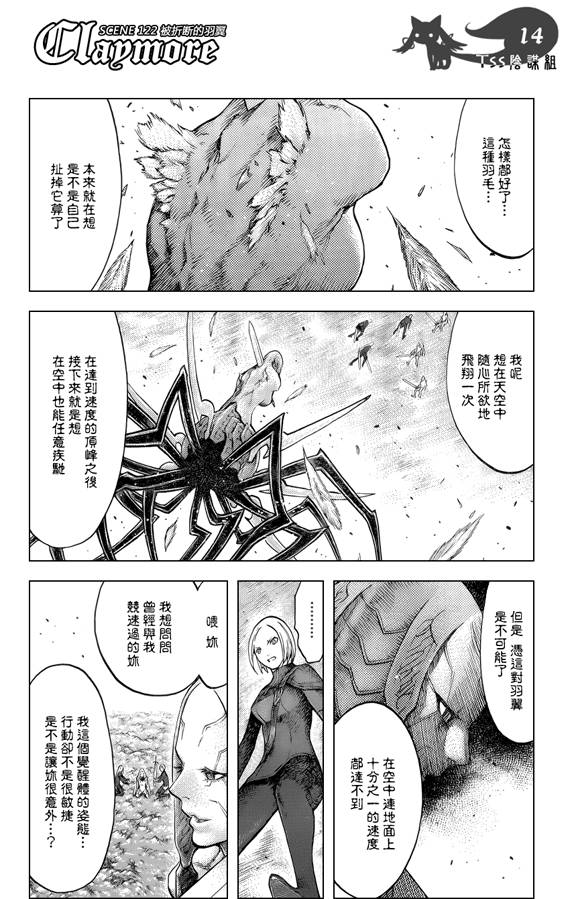 SCENE 122 被折断的羽翼
Claymore
14
TSS陰謀組
怎樣都好了…
這種羽毛…
本來就在想
是不是自己
扯掉它算了
我呢
想在天空中
隨心所欲地
飛翔一次
在達到速度的頂峰之後
接下來就是想
在空中也能任意疾馳
但是 憑這對羽翼
是不可能了
在空中連地面上
十分之一的速度
都達不到
………
喂 妳
我想問問
曾經與我
競速過的妳
我這個覺醒體的姿態…
行動卻不是很敏捷
是不是讓妳很意外…？